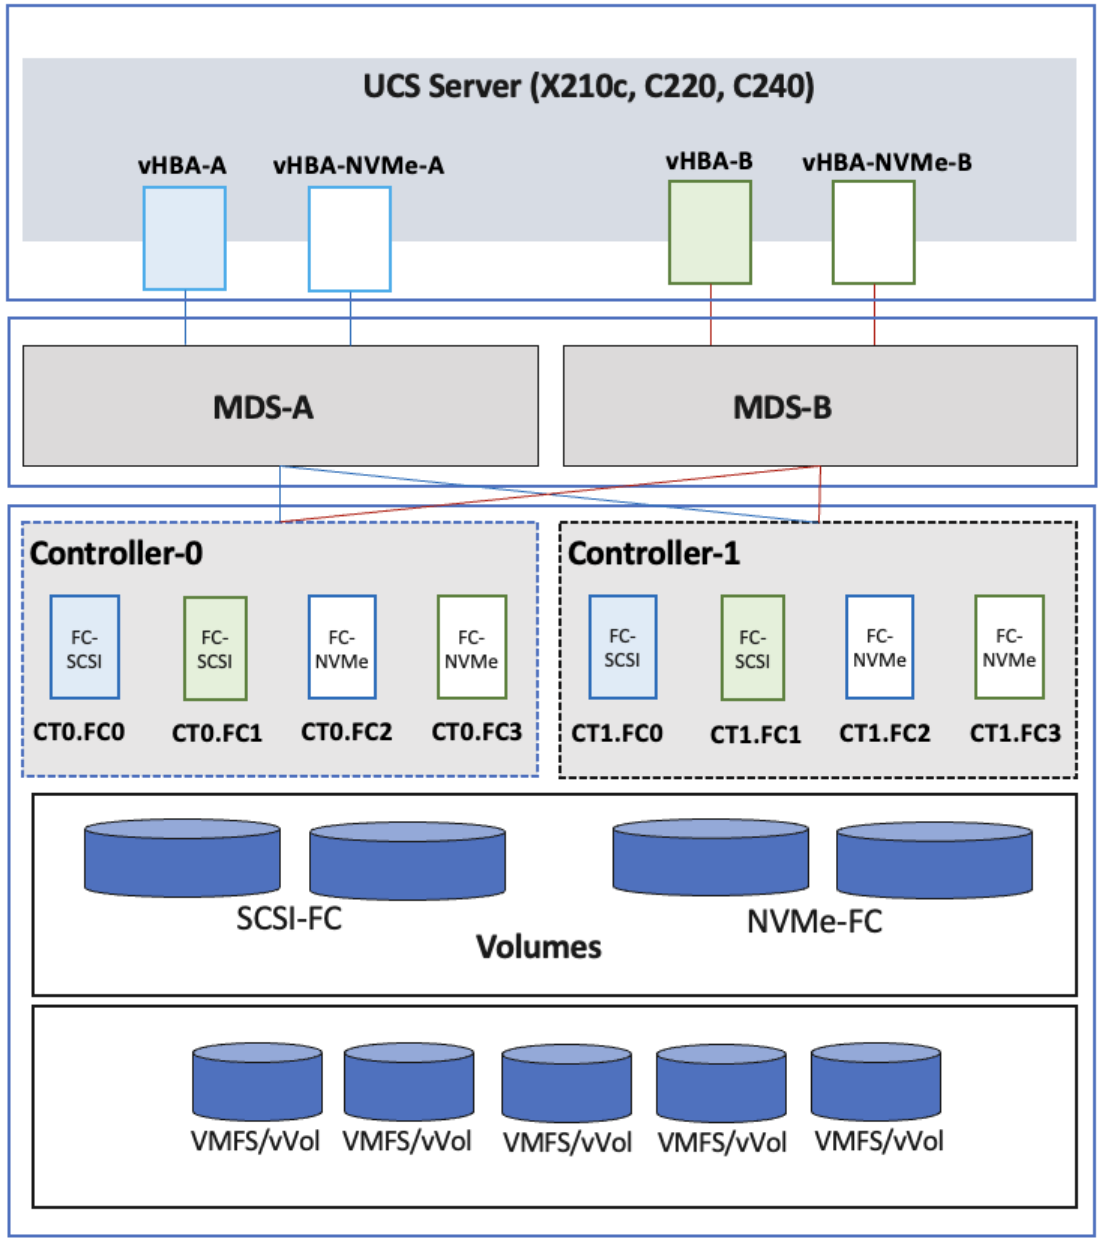 UCS Server (X210c, C220, C240)
vHBA-A
vHBA-NVMe-A
vHBA-B
vHBA-NVMe-B
MDS-A
MDS-B
Controller-0
FC-
SCSI
FC-
SCSI
FC-
NVMe
FC-
NVMe
CT0.FC0
CT0.FC1
CT0.FC2
CT0.FC3
Controller-1
FC-
SCSI
FC-
SCSI
FC-
NVMe
FC-
NVMe
CT1.FC0
CT1.FC1
CT1.FC2
CT1.FC3
SCSI-FC
NVMe-FC
Volumes
VMFS/vVol
VMFS/vVol
VMFS/vVol
VMFS/vVol
VMFS/vVol